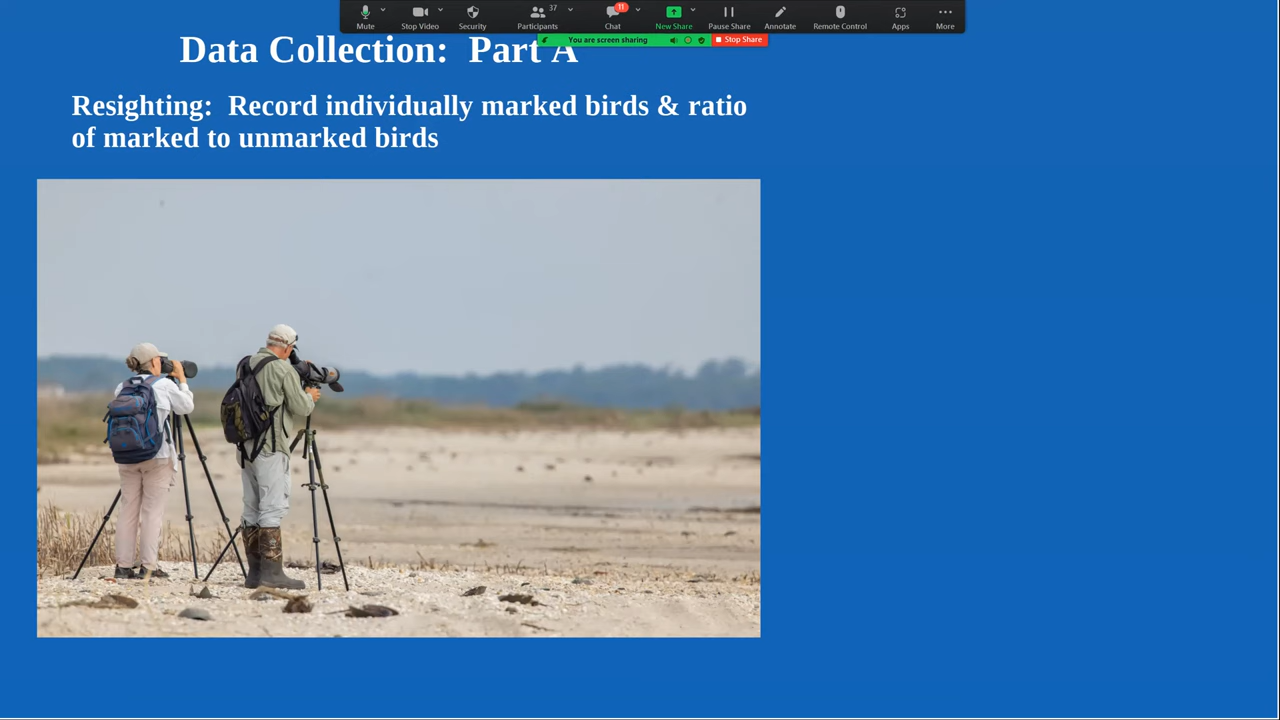 37
11
Mute
Stop Video
Security
Participants
Chat
New Share
Pause Share
Annotate
Remote Control
Apps
More
You are screen sharing
Stop Share
Data Collection:  Part A
Resighting:  Record individually marked birds & ratio
of marked to unmarked birds